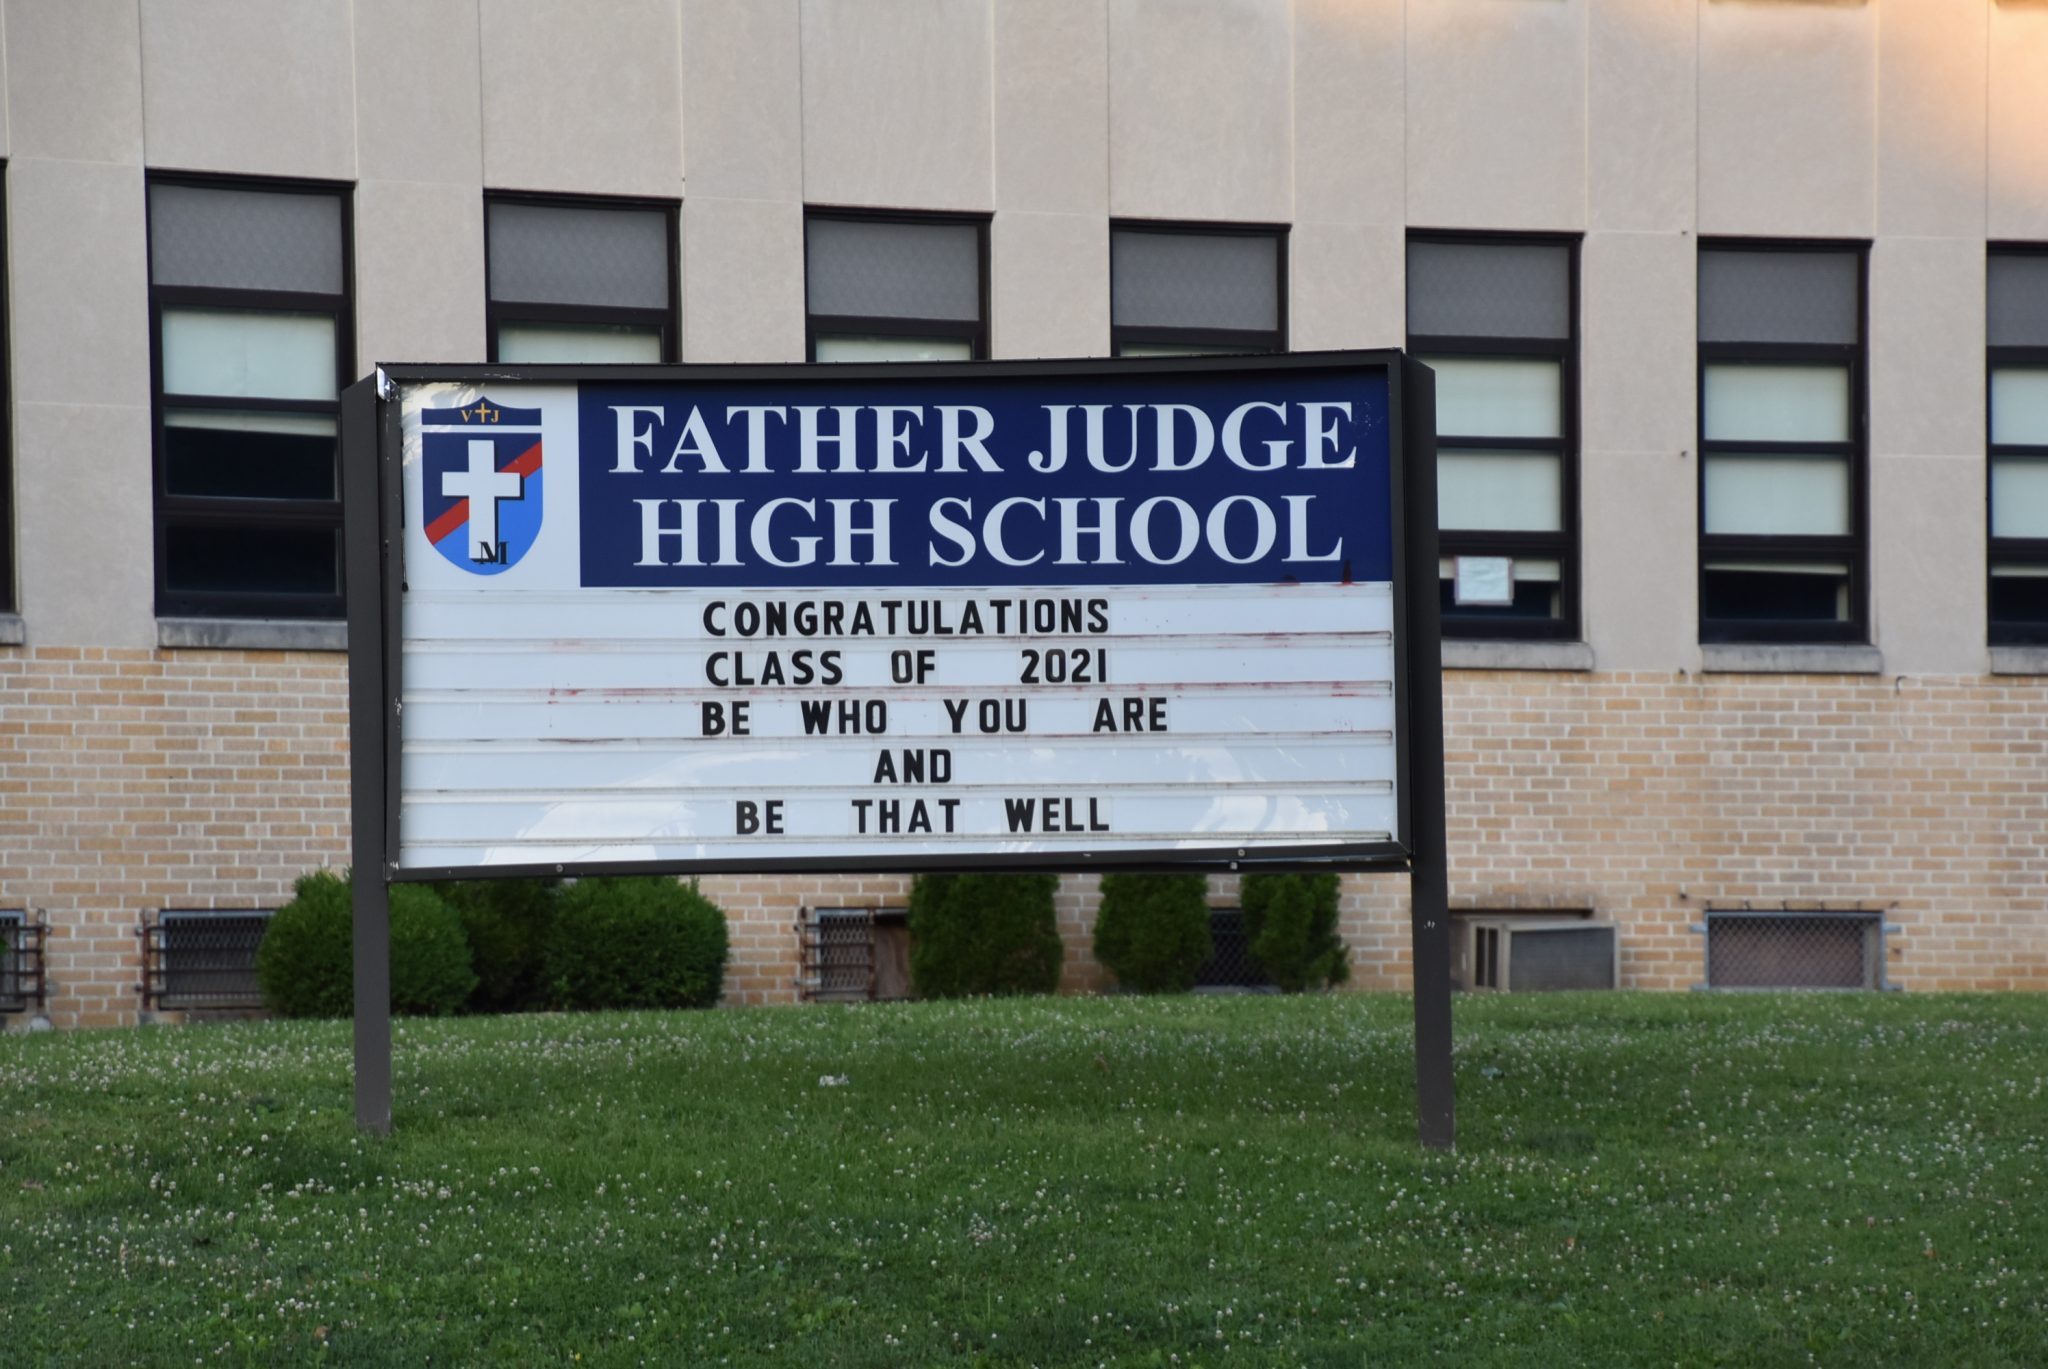 V J
M
FATHER JUDGE
HIGH SCHOOL
CONGRATULATIONS
CLASS OF 2021
BE WHO YOU ARE
AND
BE THAT WELL